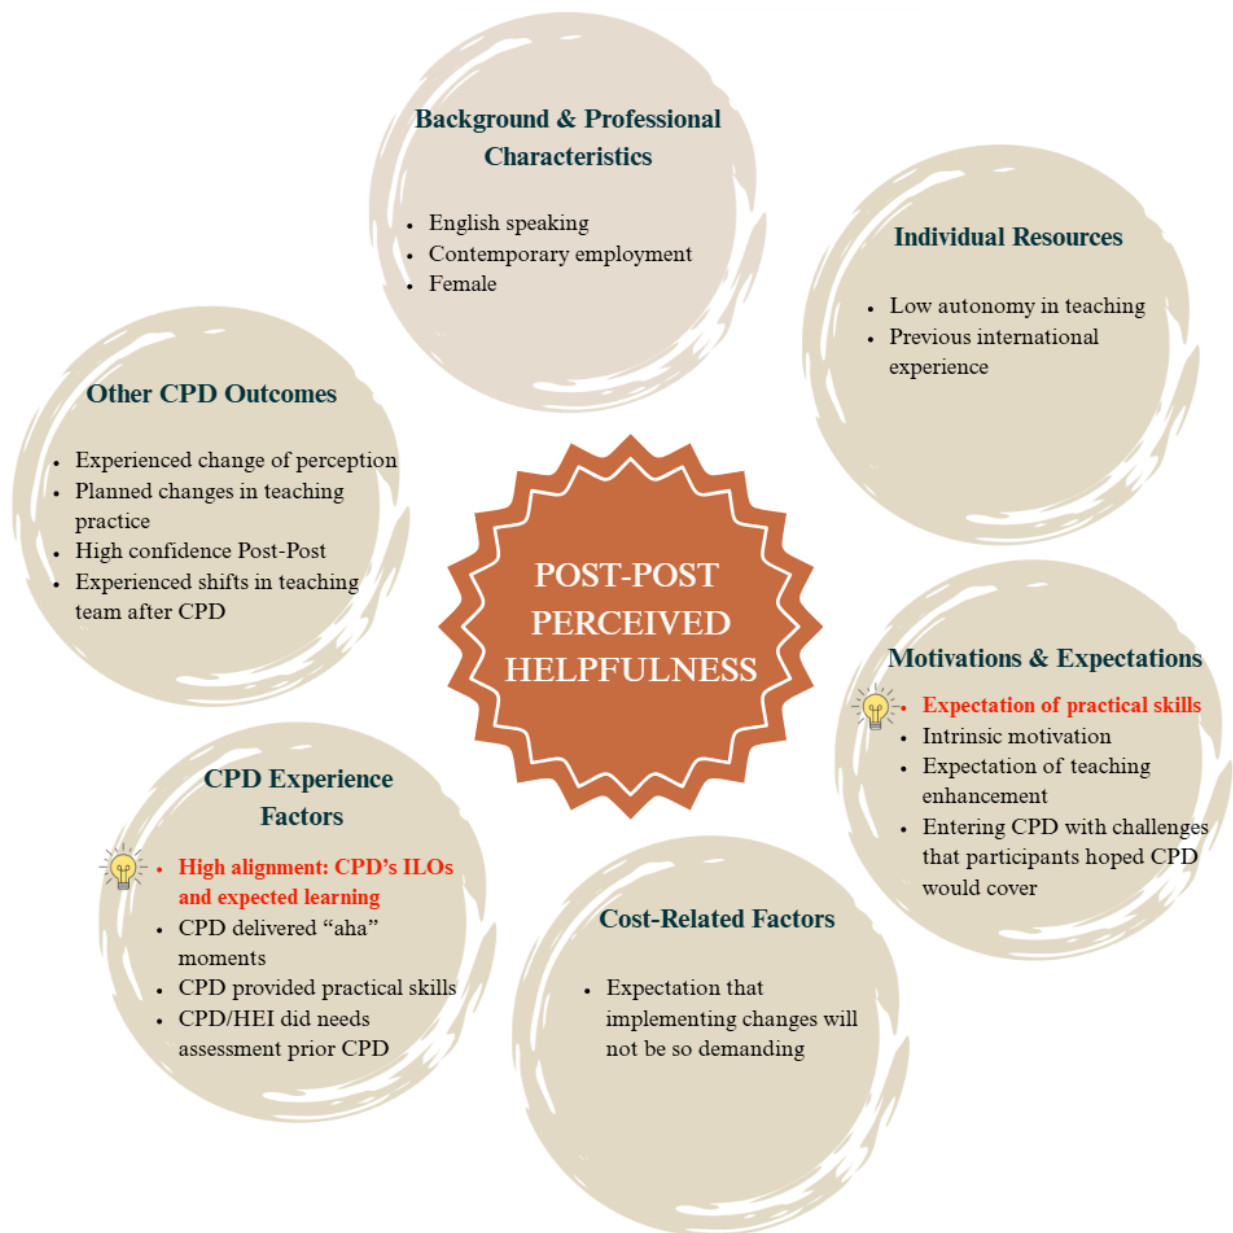 Background & Professional
Characteristics
• English speaking
• Contemporary employment
• Female
Individual Resources
• Low autonomy in teaching
• Previous international
experience
Other CPD Outcomes
• Experienced change of perception
• Planned changes in teaching
practice
• High confidence Post-Post
• Experienced shifts in teaching
team after CPD
POST-POST
PERCEIVED
HELPFULNESS
Motivations & Expectations
• Expectation of practical skills
• Intrinsic motivation
• Expectation of teaching
enhancement
• Entering CPD with challenges
that participants hoped CPD
would cover
CPD Experience
Factors
• High alignment: CPD’s ILOs
and expected learning
• CPD delivered “aha”
moments
• CPD provided practical skills
• CPD/HEI did needs
assessment prior CPD
Cost-Related Factors
• Expectation that
implementing changes will
not be so demanding